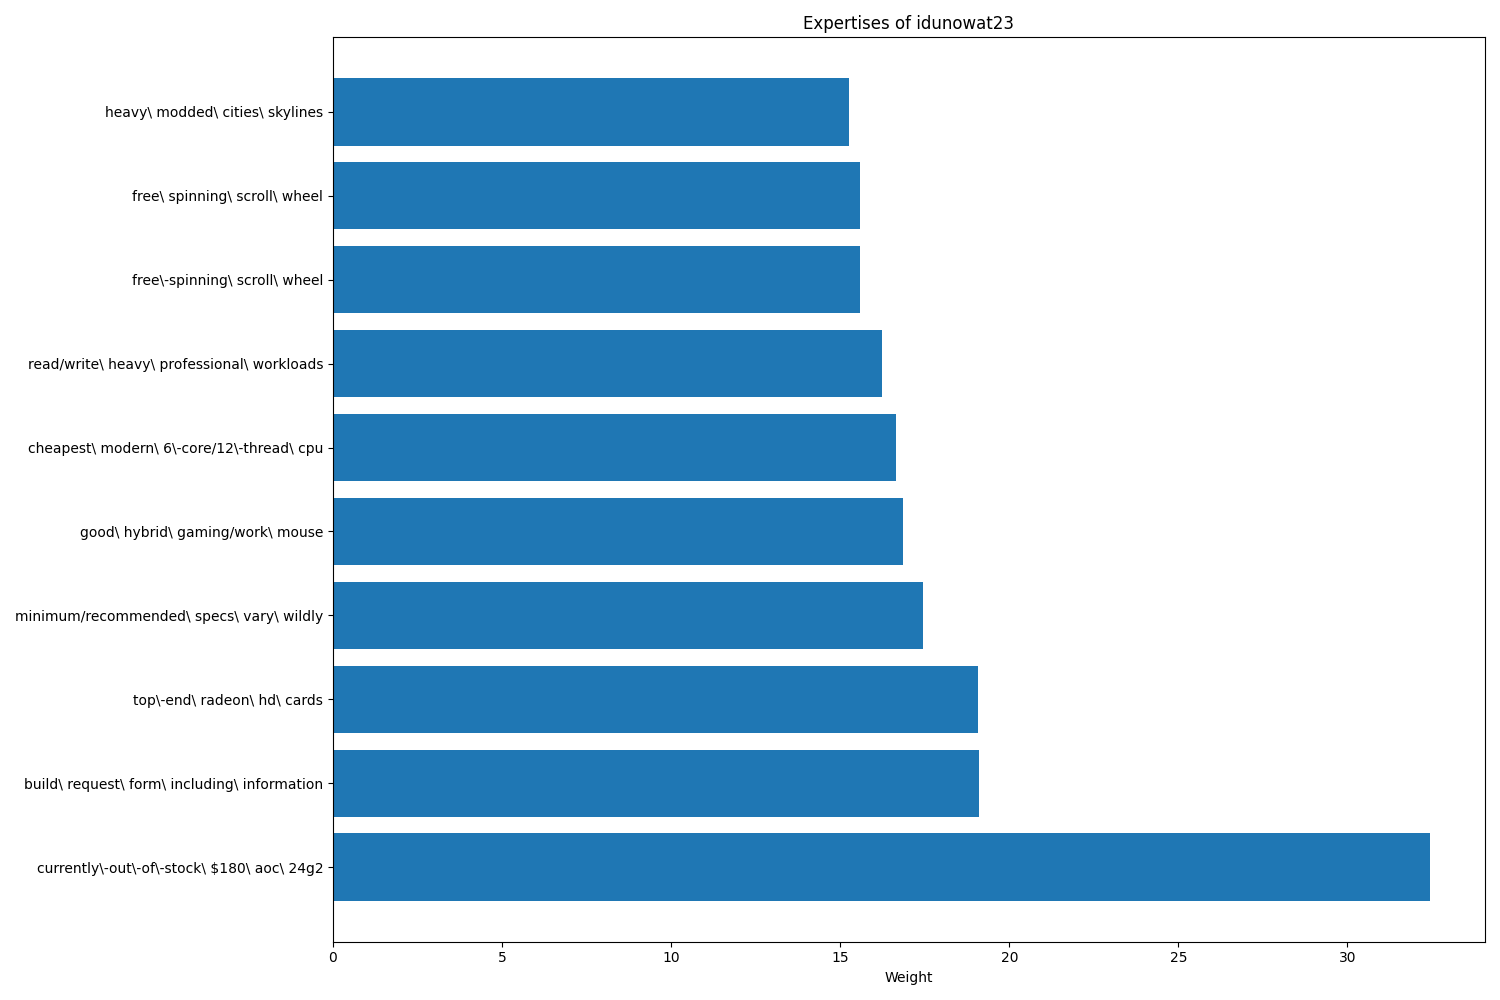 Expertises of idunowat23
heavy\ modded\ cities\ skylines
free\ spinning\ scroll\ wheel
free\-spinning\ scroll\ wheel
read/write\ heavy\ professional\ workloads
cheapest\ modern\ 6\-core/12\-thread\ cpu
good\ hybrid\ gaming/work\ mouse
minimum/recommended\ specs\ vary\ wildly
top\-end\ radeon\ hd\ cards
build\ request\ form\ including\ information
currently\-out\-of\-stock\ $180\ aoc\ 24g2
0 5 10 15 20 25 30
Weight